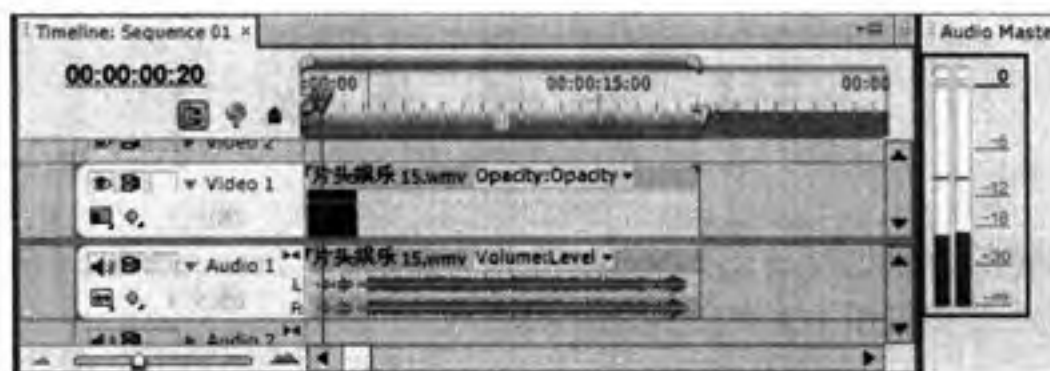 Timeline: Sequence 01 ×
Audio Maste
00:00:00:20
:00:00
00:00:15:00
00:00
0
-6
-12
-18
-30
Video 2
Video 1
片头娱乐 15.wmv Opacity:Opacity
Audio 1
片头娱乐 15.wmv Volume:Level
L
R
Audio 2